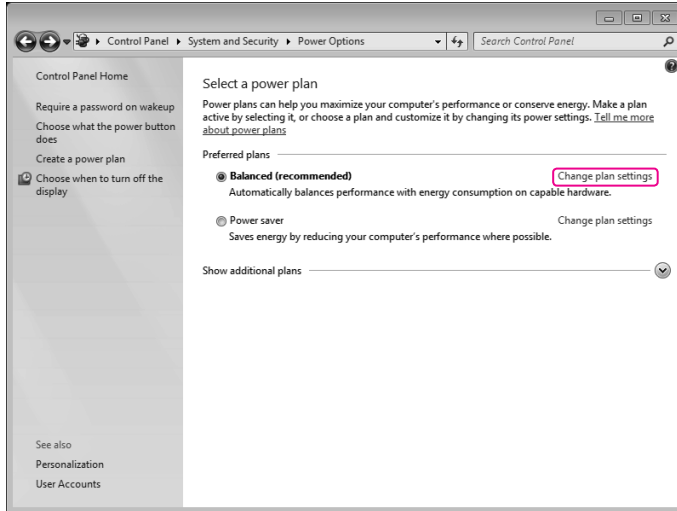 Control Panel System and Security Power Options Search Control Panel
Control Panel Home
Require a password on wakeup
Choose what the power button
does
Create a power plan
Choose when to turn off the
display
See also
Personalization
User Accounts
Select a power plan
Power plans can help you maximize your computer's performance or conserve energy. Make a plan
active by selecting it, or choose a plan and customize it by changing its power settings. Tell me more
about power plans
Preferred plans
Balanced (recommended) Change plan settings
Automatically balances performance with energy consumption on capable hardware.
Power saver Change plan settings
Saves energy by reducing your computer's performance where possible.
Show additional plans